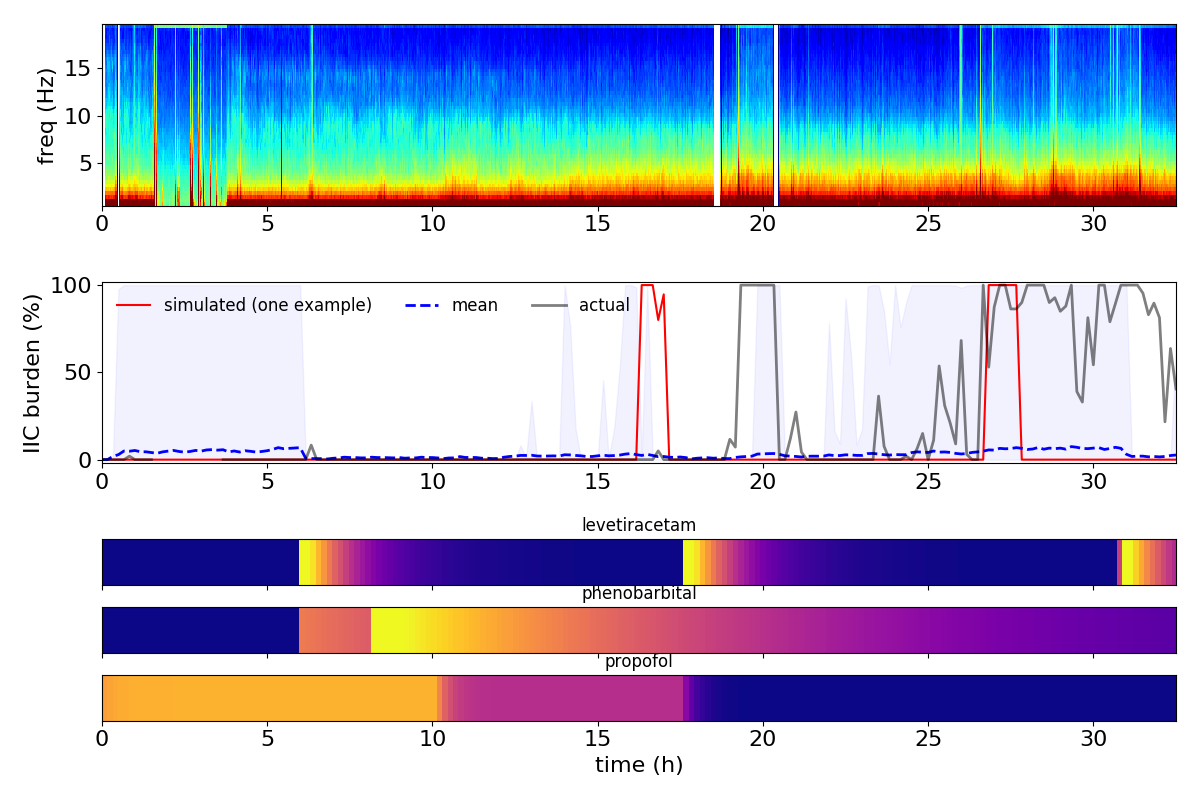 freq (Hz)
15
10
5
0 5 10 15 20 25 30
IIC burden (%)
100
50
0
simulated (one example) mean actual
0 5 10 15 20 25 30
levetiracetam
phenobarbital
propofol
0 5 10 15 20 25 30
time (h)